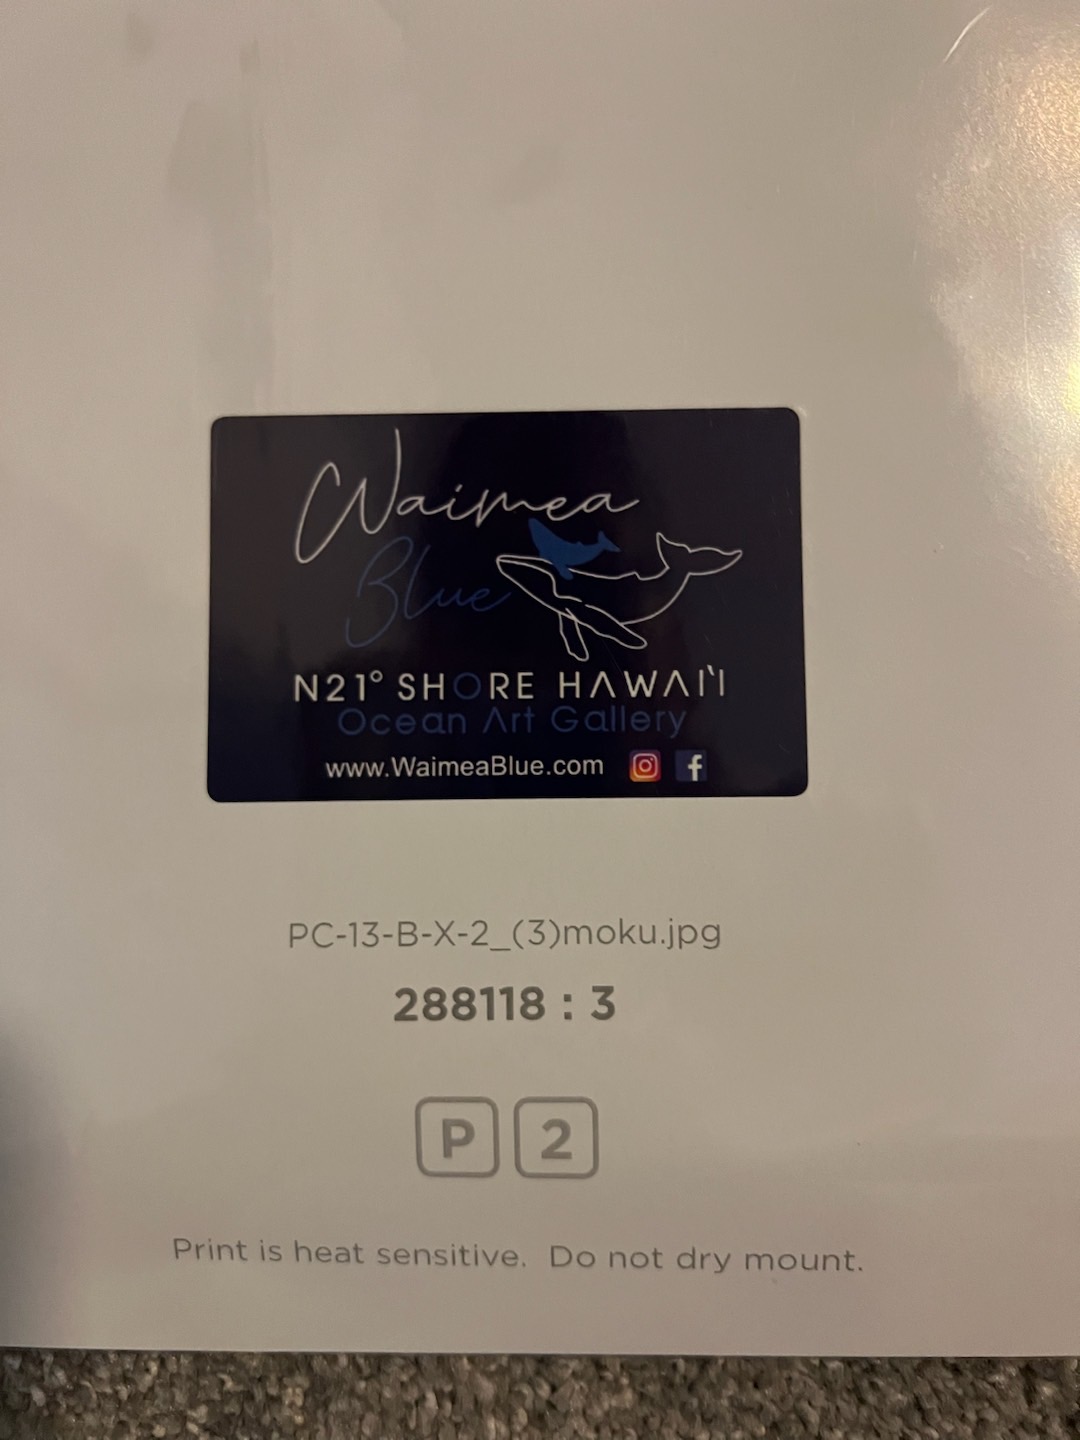 Waimea
Blue
N21° SHORE HAWAI'I
Ocean Art Gallery
www.WaimeaBlue.com
PC-13-B-X-2_(3)moku.jpg
288118 : 3
P 2
Print is heat sensitive. Do not dry mount.